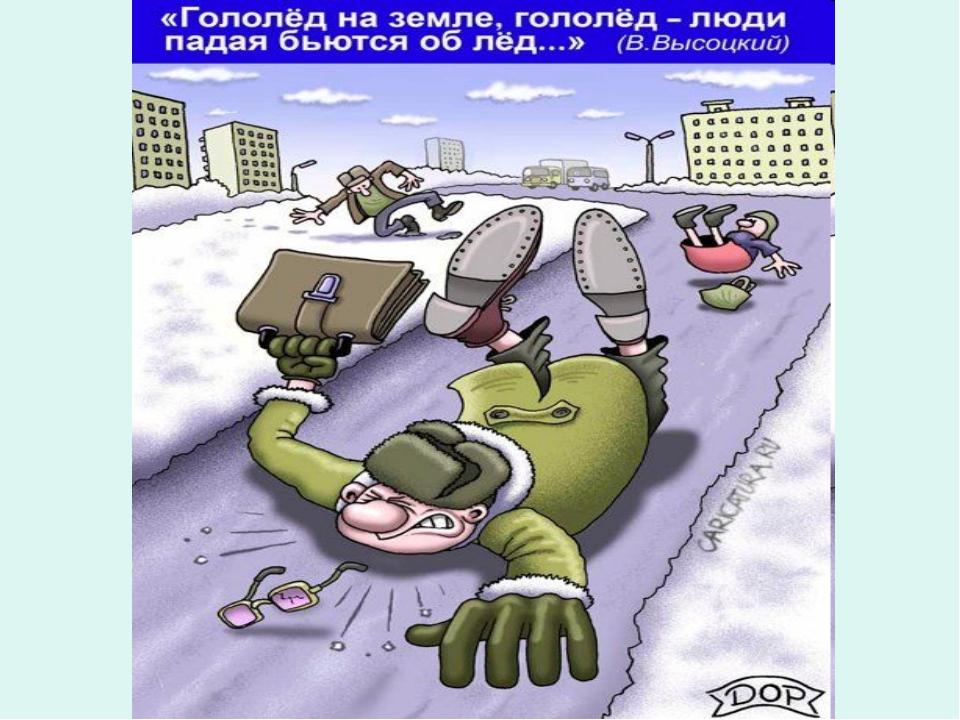 «Гололёд на земле, гололёд – люди
падая бьются об лёд...» (В.Высоцкий)
CARICATURA.RU
DOP